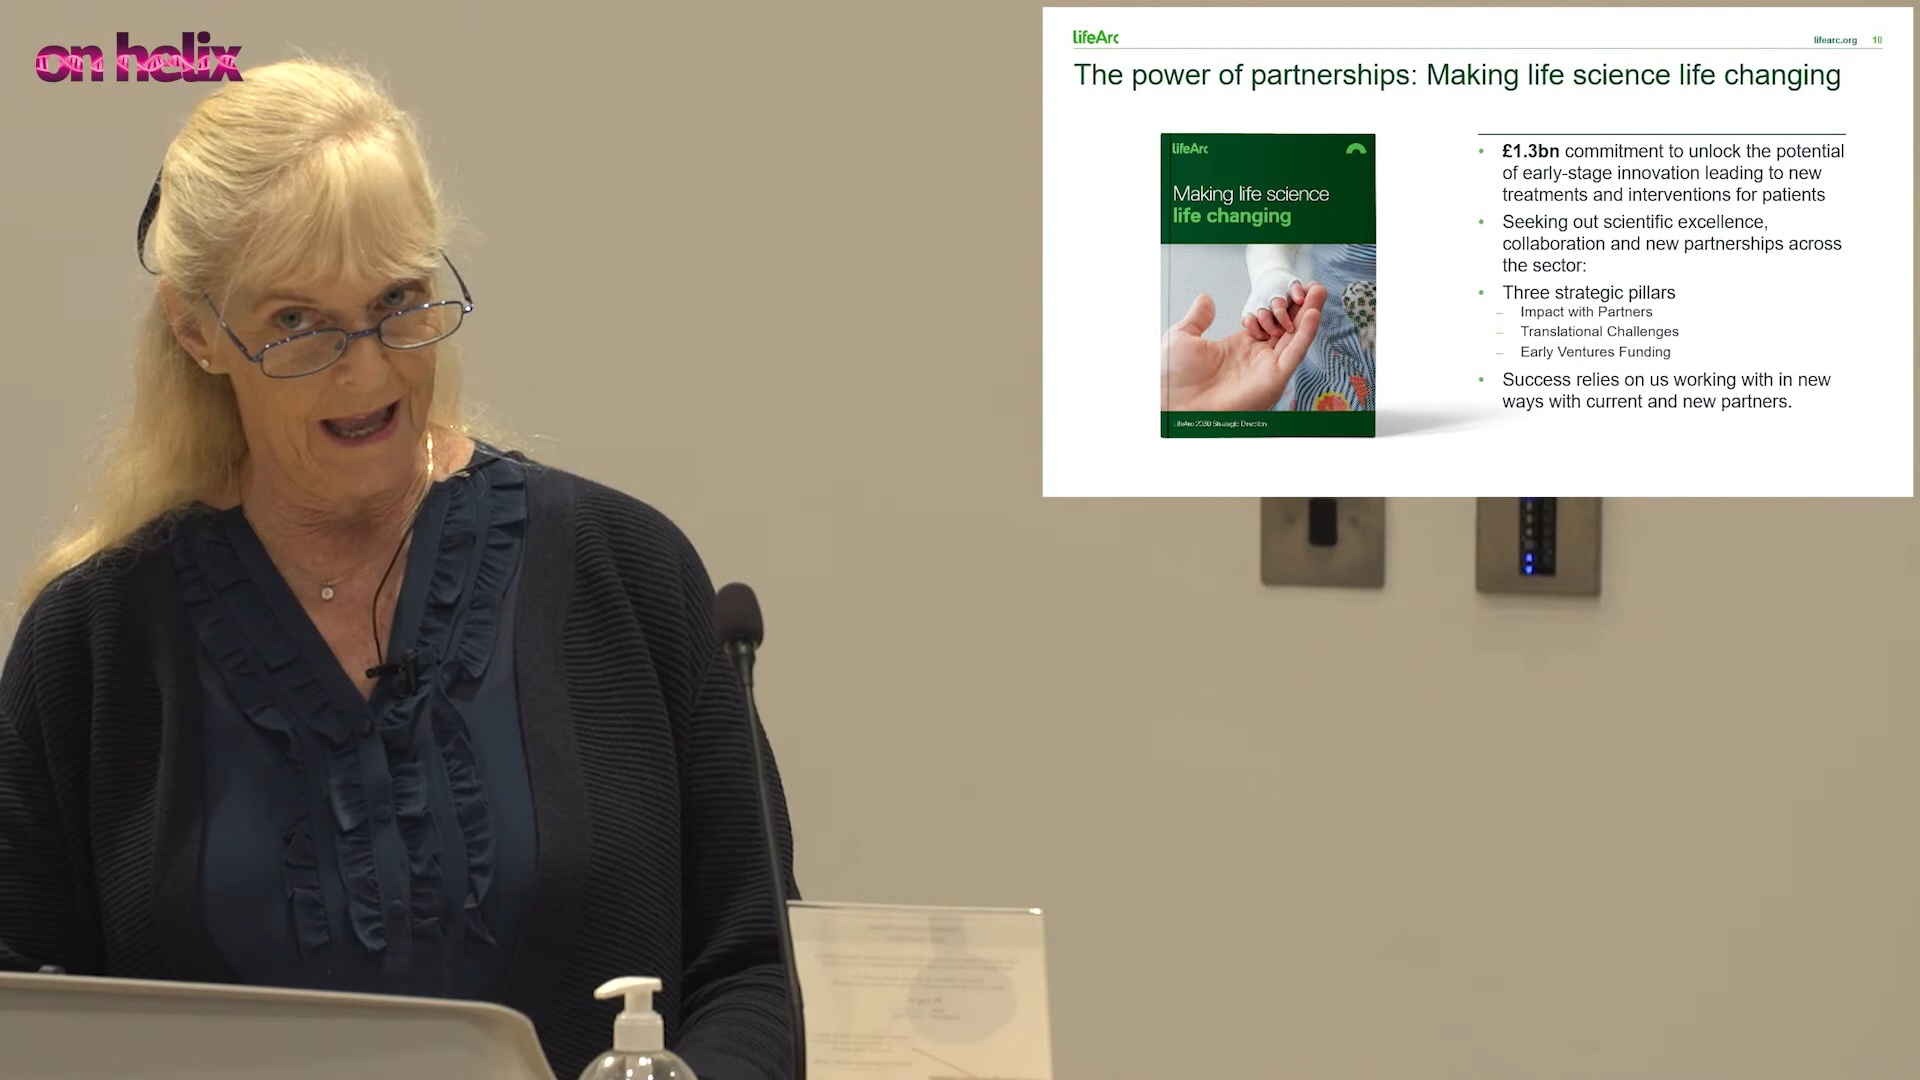 on helix
lifeArc
lifearc.org 10
The power of partnerships: Making life science life changing
lifeArc
Making life science
life changing
LifeArc 2030 Strategic Direction
• £1.3bn commitment to unlock the potential
of early-stage innovation leading to new
treatments and interventions for patients
• Seeking out scientific excellence,
collaboration and new partnerships across
the sector:
• Three strategic pillars
– Impact with Partners
– Translational Challenges
– Early Ventures Funding
• Success relies on us working with in new
ways with current and new partners.